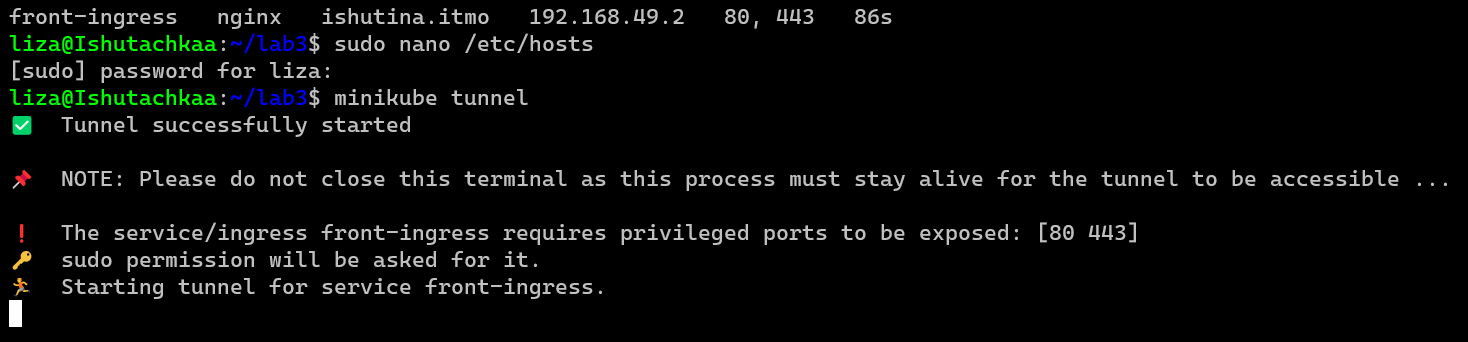 front-ingress   nginx   ishutina.itmo   192.168.49.2   80, 443   86s
liza@Ishutachkaa:~/lab3$ sudo nano /etc/hosts
[sudo] password for liza:
liza@Ishutachkaa:~/lab3$ minikube tunnel
✅  Tunnel successfully started
📌  NOTE: Please do not close this terminal as this process must stay alive for the tunnel to be accessible ...
❗  The service/ingress front-ingress requires privileged ports to be exposed: [80 443]
🔑  sudo permission will be asked for it.
🏃  Starting tunnel for service front-ingress.